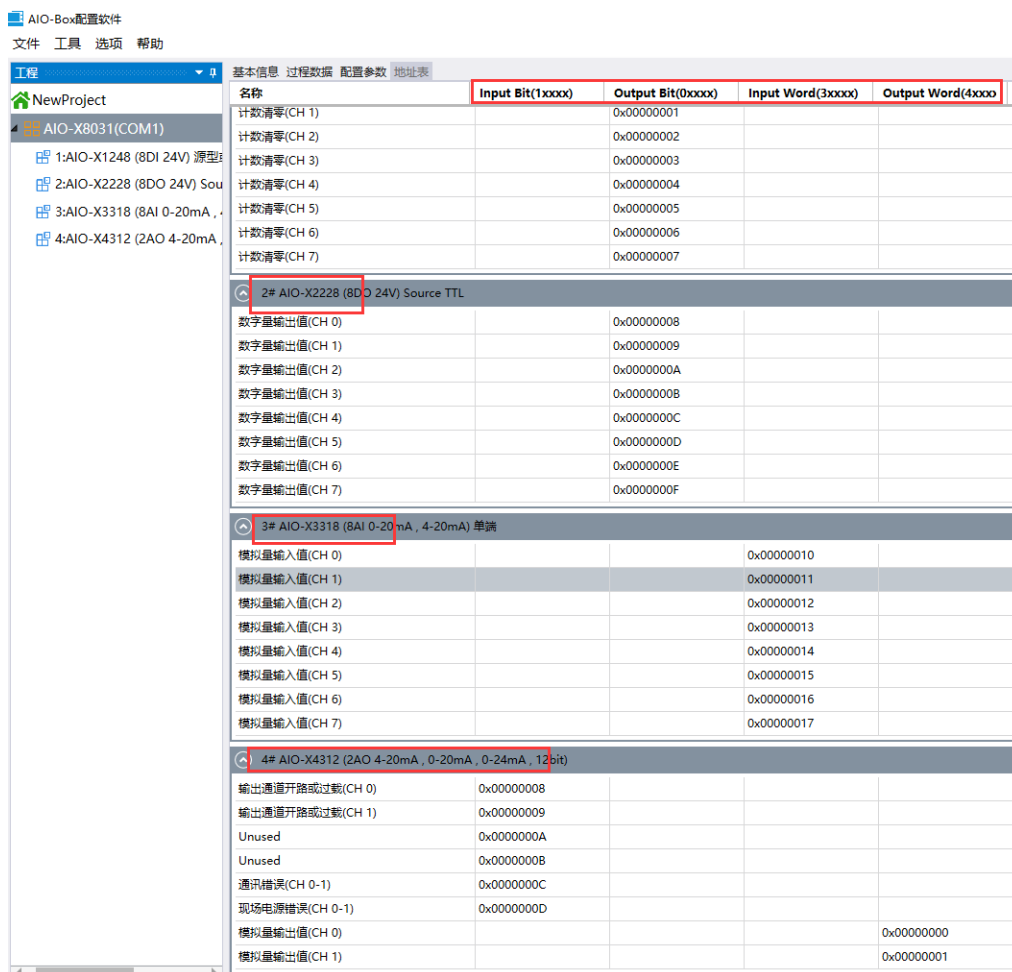 AIO-Box配置软件
文件 工具 选项 帮助
工程
NewProject
AIO-X8031(COM1)
1:AIO-X1248 (8DI 24V) 源型
2:AIO-X2228 (8DO 24V) Sou
3:AIO-X3318 (8AI 0-20mA ,
4:AIO-X4312 (2AO 4-20mA ,
基本信息 过程数据 配置参数 地址表
名称 Input Bit(1xxxx) Output Bit(0xxxx) Input Word(3xxxx) Output Word(4xxxx)
计数清零(CH 1) 0x00000001
计数清零(CH 2) 0x00000002
计数清零(CH 3) 0x00000003
计数清零(CH 4) 0x00000004
计数清零(CH 5) 0x00000005
计数清零(CH 6) 0x00000006
计数清零(CH 7) 0x00000007
2# AIO-X2228 (8DO 24V) Source TTL
数字量输出值(CH 0) 0x00000008
数字量输出值(CH 1) 0x00000009
数字量输出值(CH 2) 0x0000000A
数字量输出值(CH 3) 0x0000000B
数字量输出值(CH 4) 0x0000000C
数字量输出值(CH 5) 0x0000000D
数字量输出值(CH 6) 0x0000000E
数字量输出值(CH 7) 0x0000000F
3# AIO-X3318 (8AI 0-20mA , 4-20mA) 单端
模拟量输入值(CH 0) 0x00000010
模拟量输入值(CH 1) 0x00000011
模拟量输入值(CH 2) 0x00000012
模拟量输入值(CH 3) 0x00000013
模拟量输入值(CH 4) 0x00000014
模拟量输入值(CH 5) 0x00000015
模拟量输入值(CH 6) 0x00000016
模拟量输入值(CH 7) 0x00000017
4# AIO-X4312 (2AO 4-20mA , 0-20mA , 0-24mA , 12bit)
输出通道开路或过载(CH 0) 0x00000008
输出通道开路或过载(CH 1) 0x00000009
Unused 0x0000000A
Unused 0x0000000B
通讯错误(CH 0-1) 0x0000000C
现场电源错误(CH 0-1) 0x0000000D
模拟量输出值(CH 0) 0x00000000
模拟量输出值(CH 1) 0x00000001